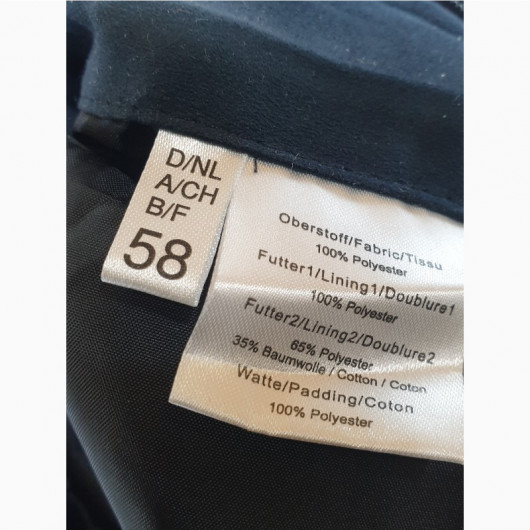 D/NL
A/CH
B/F
58
Oberstoff/Fabric/Tissu
100% Polyester
Futter1/Lining1/Doublure1
100% Polyester
Futter2/Lining2/Doublure2
65% Polyester
35% Baumwolle / Cotton / Coton
Watte/Padding/Coton
100% Polyester